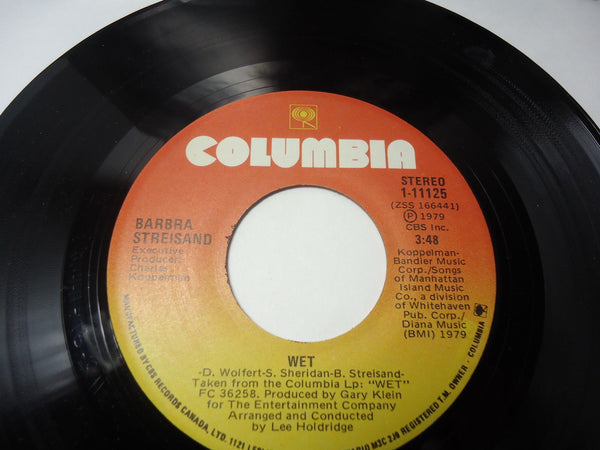 COLUMBIA
STEREO
1-11125
(ZSS 166441)
Ⓟ 1979
CBS Inc.
3:48
BARBRA
STREISAND
Executive
Producer:
Charles
Koppelman
Koppelman-
Bandier Music
Corp./Songs
of Manhattan
Island Music
Co., a division
of Whitehaven
Pub. Corp./
Diana Music
(BMI) 1979
WET
-D. Wolfert-S. Sheridan-B. Streisand-
Taken from the Columbia Lp: "WET"
FC 36258. Produced by Gary Klein
for The Entertainment Company
Arranged and Conducted
by Lee Holdridge
MANUFACTURED BY CBS RECORDS CANADA, LTD. 1121 M3C 2J9 REGISTERED T.M. OWNER - COLUMBIA